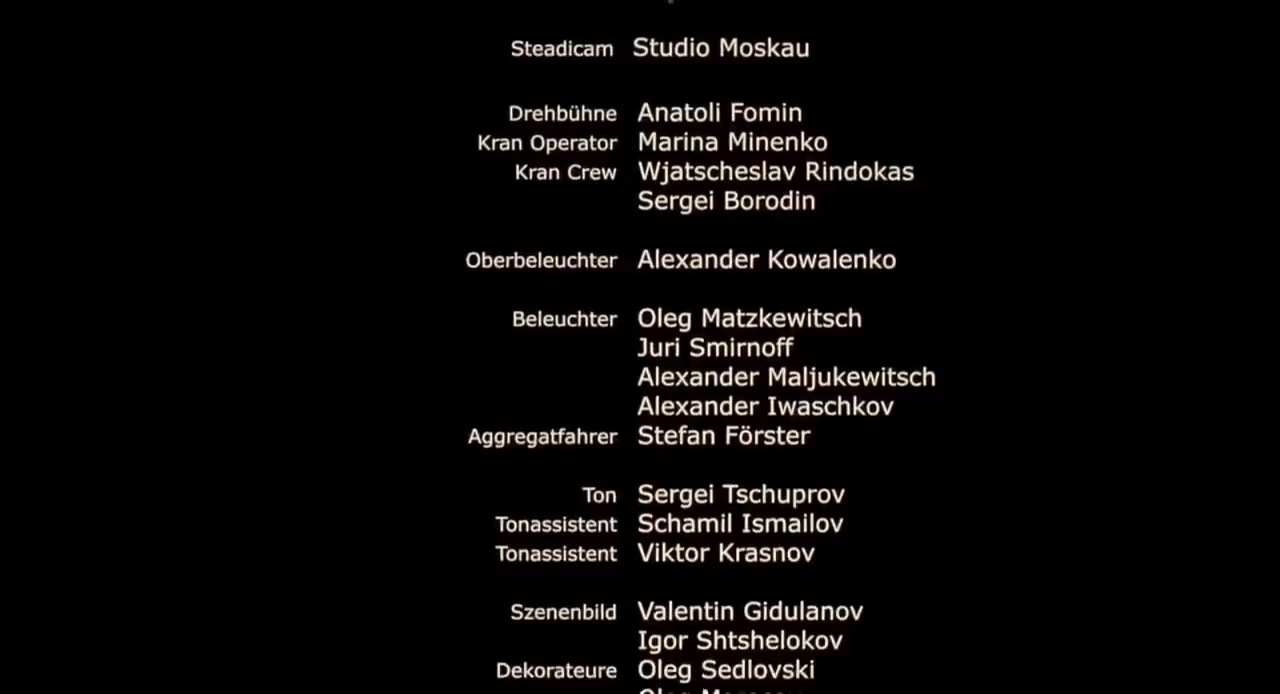 Steadicam Studio Moskau
Drehbühne Anatoli Fomin
Kran Operator Marina Minenko
Kran Crew Wjatscheslav Rindokas
Sergei Borodin
Oberbeleuchter Alexander Kowalenko
Beleuchter Oleg Matzkewitsch
Juri Smirnoff
Alexander Maljukewitsch
Alexander Iwaschkov
Aggregatfahrer Stefan Förster
Ton Sergei Tschuprov
Tonassistent Schamil Ismailov
Tonassistent Viktor Krasnov
Szenenbild Valentin Gidulanov
Igor Shtshelokov
Dekorateure Oleg Sedlovski
Oleg